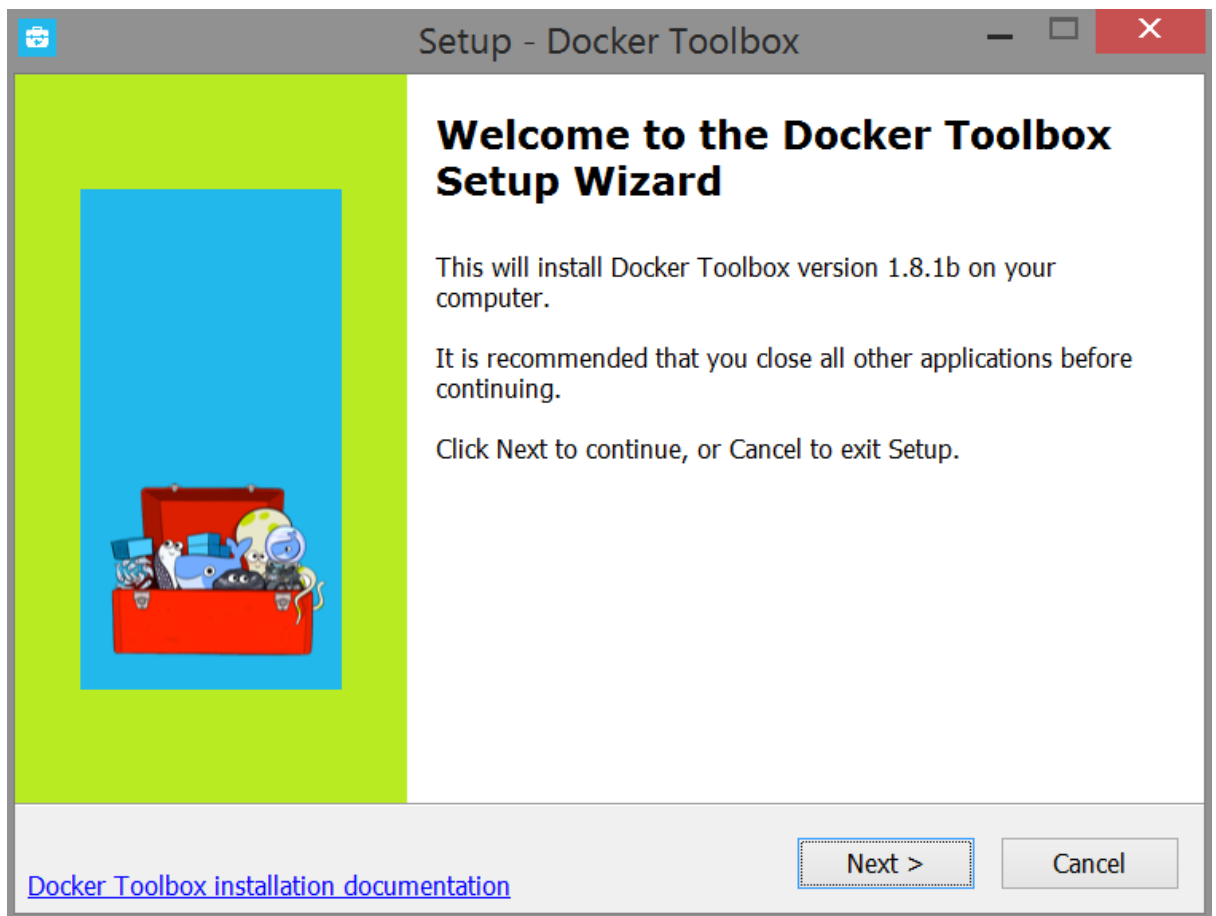 Setup - Docker Toolbox
Welcome to the Docker Toolbox
Setup Wizard
This will install Docker Toolbox version 1.8.1b on your
computer.
It is recommended that you close all other applications before
continuing.
Click Next to continue, or Cancel to exit Setup.
Docker Toolbox installation documentation
Next >
Cancel